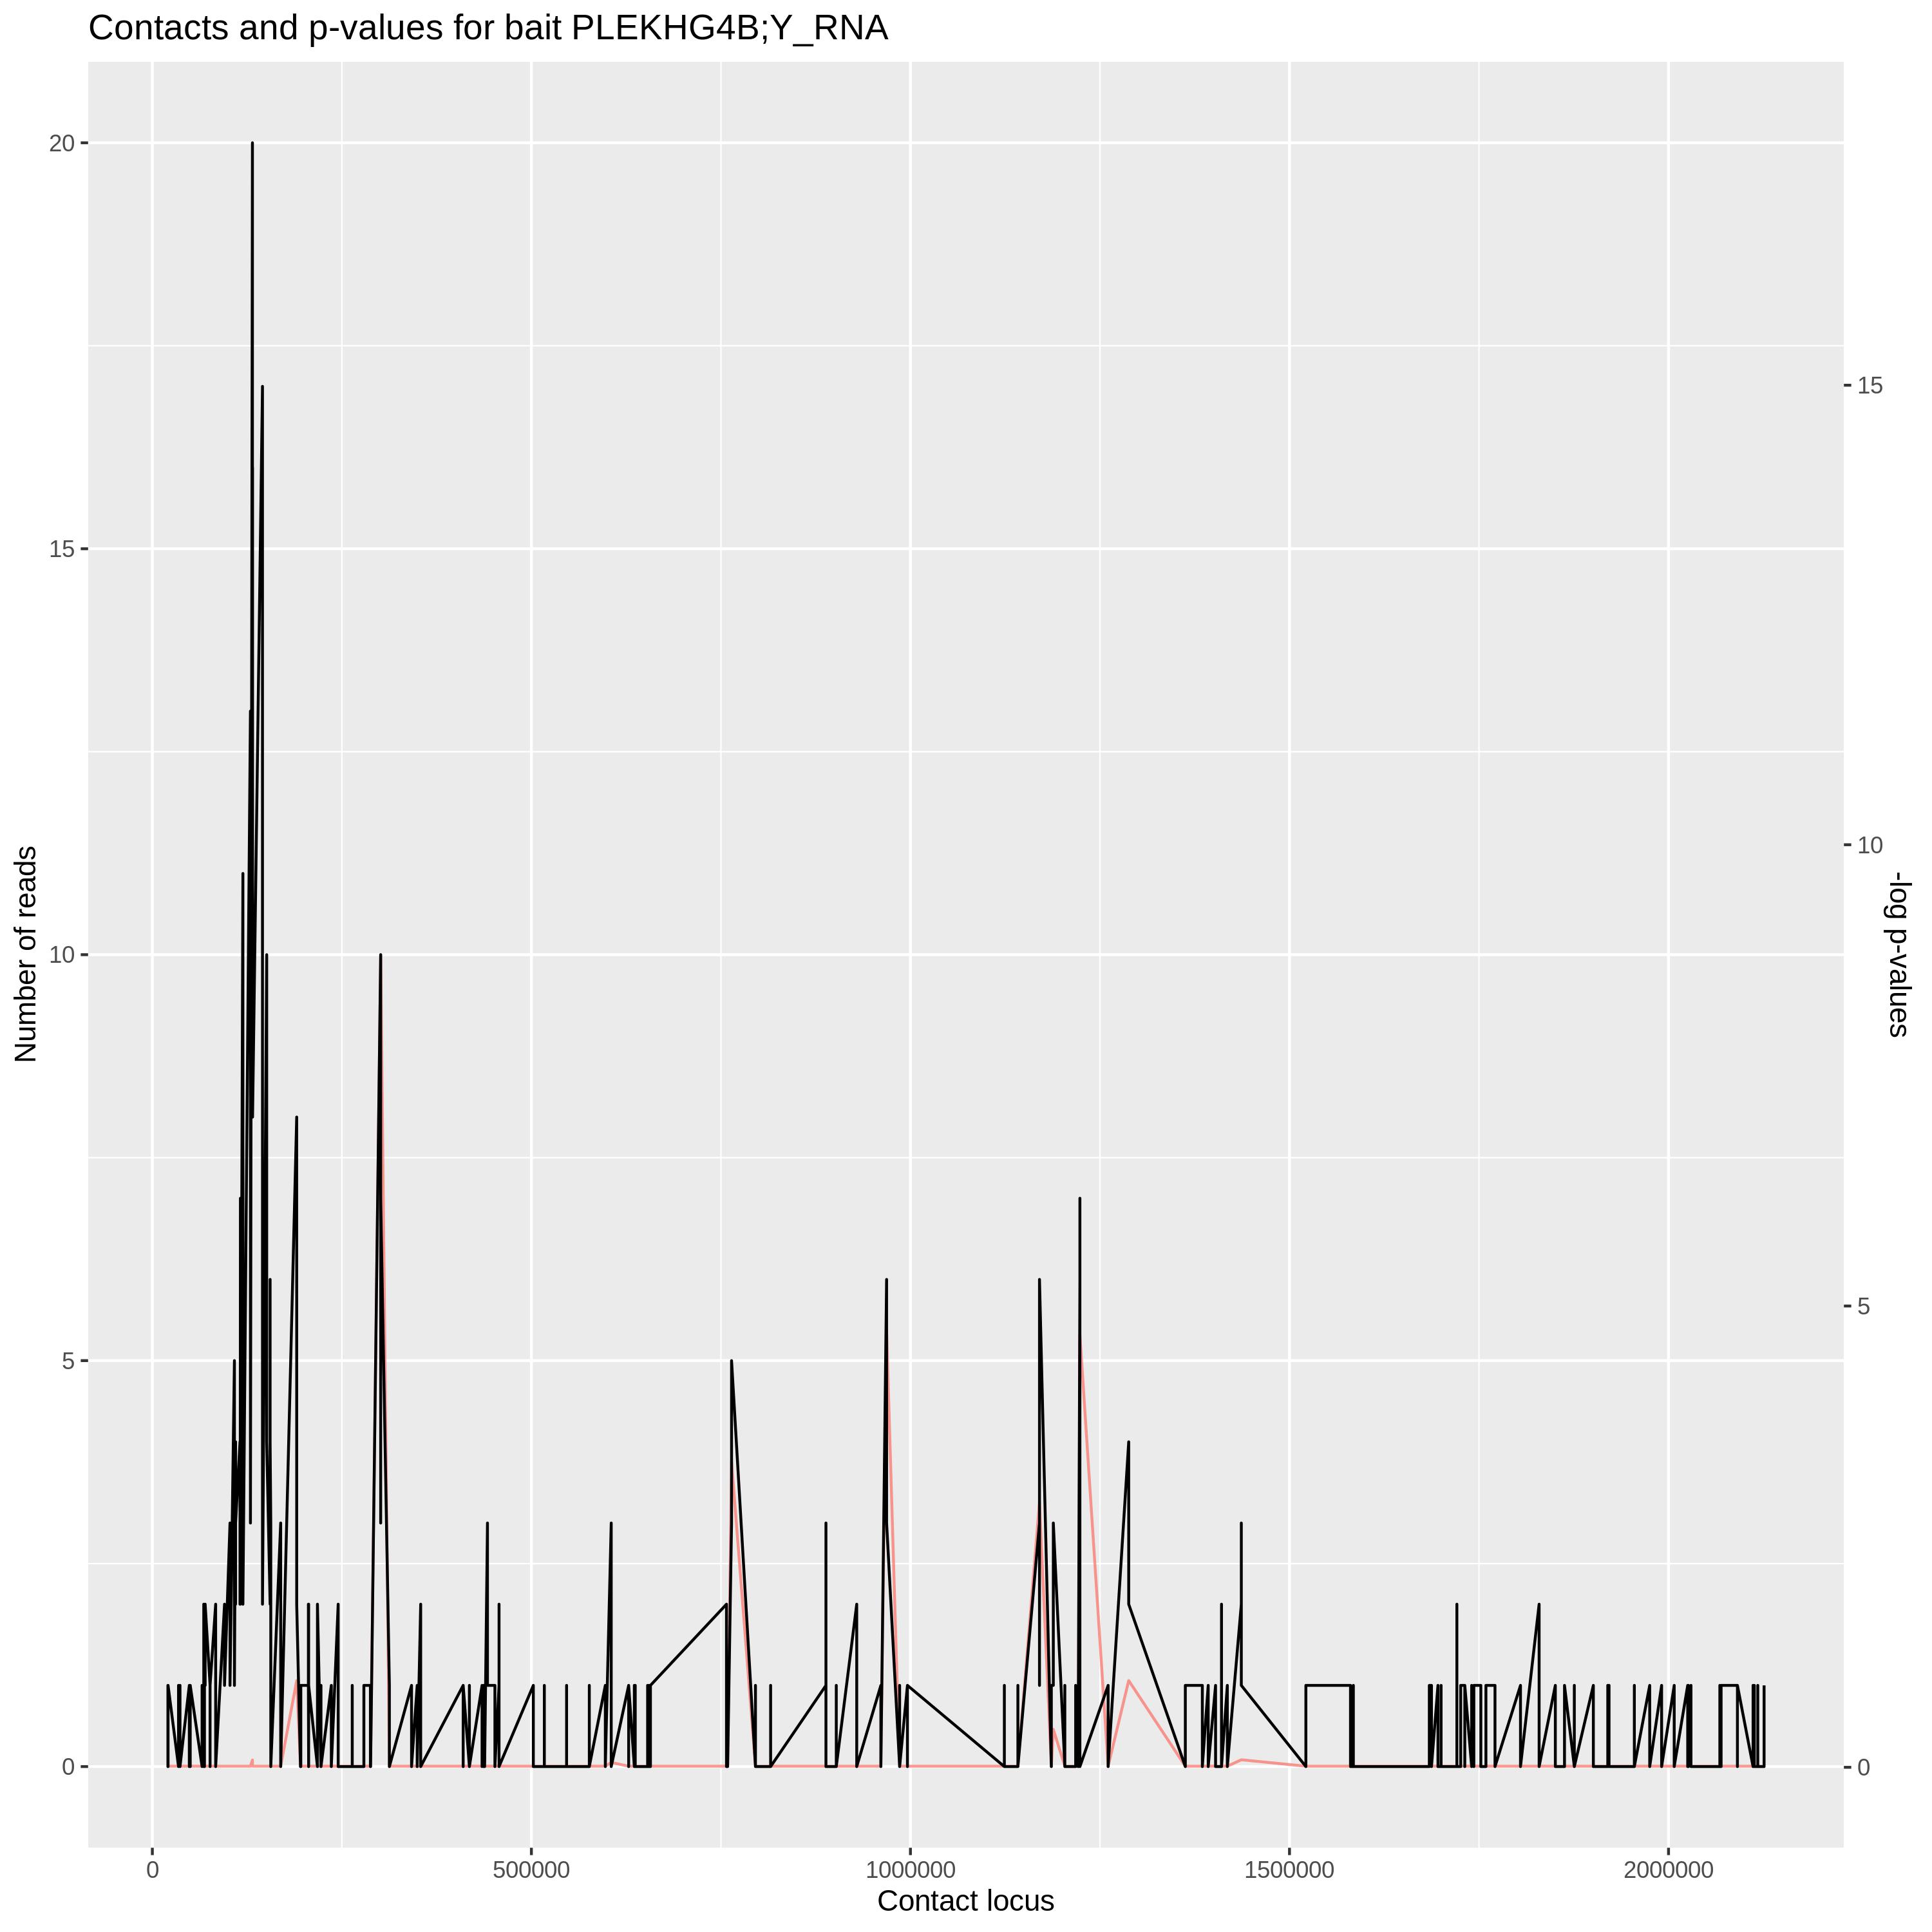 Contacts and p-values for bait PLEKHG4B;Y_RNA
20
15
10
5
0
Number of reads
15
10
5
0
-log p-values
0 500000 1000000 1500000 2000000
Contact locus